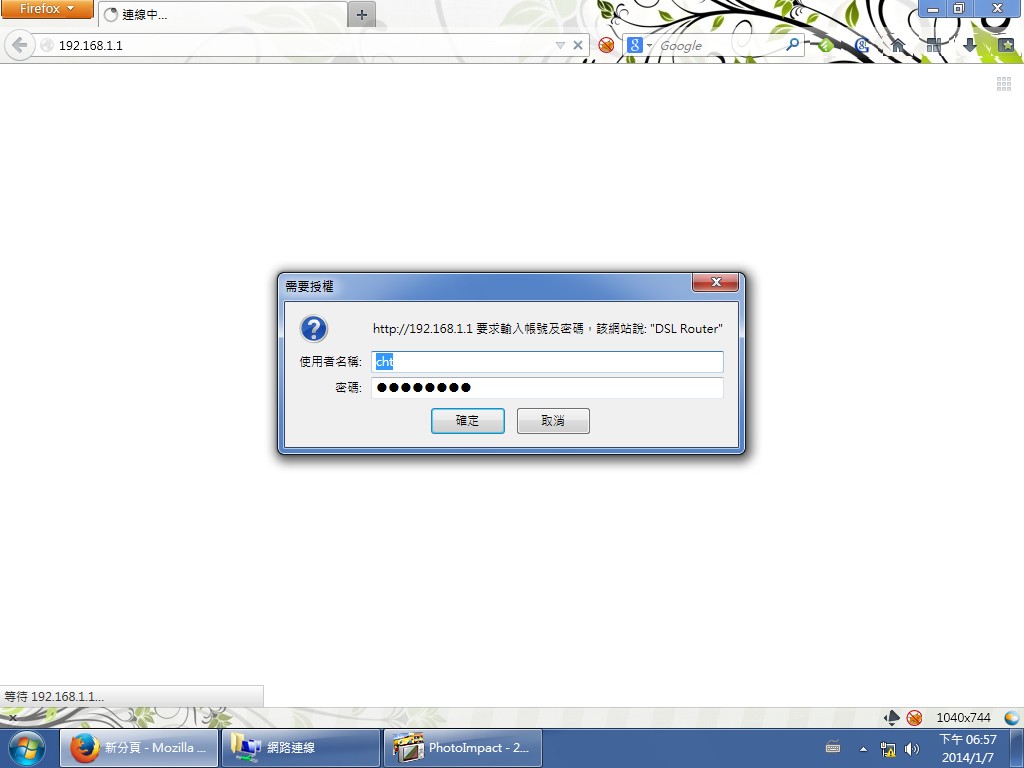 Firefox
連線中...
192.168.1.1
Google
需要授權
http://192.168.1.1 要求輸入帳號及密碼，該網站說: "DSL Router"
使用者名稱: cht
密碼: ●●●●●●●●
確定 取消
等待 192.168.1.1...
1040x744
新分頁 - Mozilla ...
網路連線
PhotoImpact - 2...
下午 06:57
2014/1/7